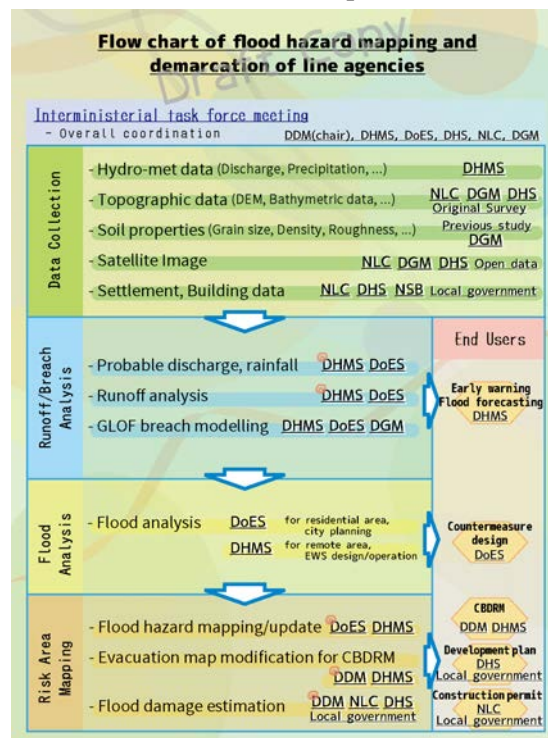 Draft Copy
Flow chart of flood hazard mapping and
demarcation of line agencies
Interministerial task force meeting
- Overall coordination DDM(chair), DHMS, DoES, DHS, NLC, DGM
Data Collection
- Hydro-met data (Discharge, Precipitation, ...) DHMS
- Topographic data (DEM, Bathymetric data, ...) NLC DGM DHS
Original Survey
- Soil properties (Grain size, Density, Roughness, ...) Previous study
DGM
- Satellite Image NLC DGM DHS Open data
- Settlement, Building data NLC DHS NSB Local government
End Users
Runoff/Breach
Analysis
- Probable discharge, rainfall DHMS DoES
- Runoff analysis DHMS DoES
- GLOF breach modelling DHMS DoES DGM
Early warning
Flood forecasting
DHMS
Flood
Analysis
- Flood analysis DoES for residential area,
city planning
DHMS for remote area,
EWS design/operation
Countermeasure
design
DoES
Risk Area
Mapping
- Flood hazard mapping/update DoES DHMS
- Evacuation map modification for CBDRM
DDM DHMS
- Flood damage estimation DDM NLC DHS
Local government
CBDRM
DDM DHMS
Development plan
DHS
Local government
Construction permit
NLC
Local government